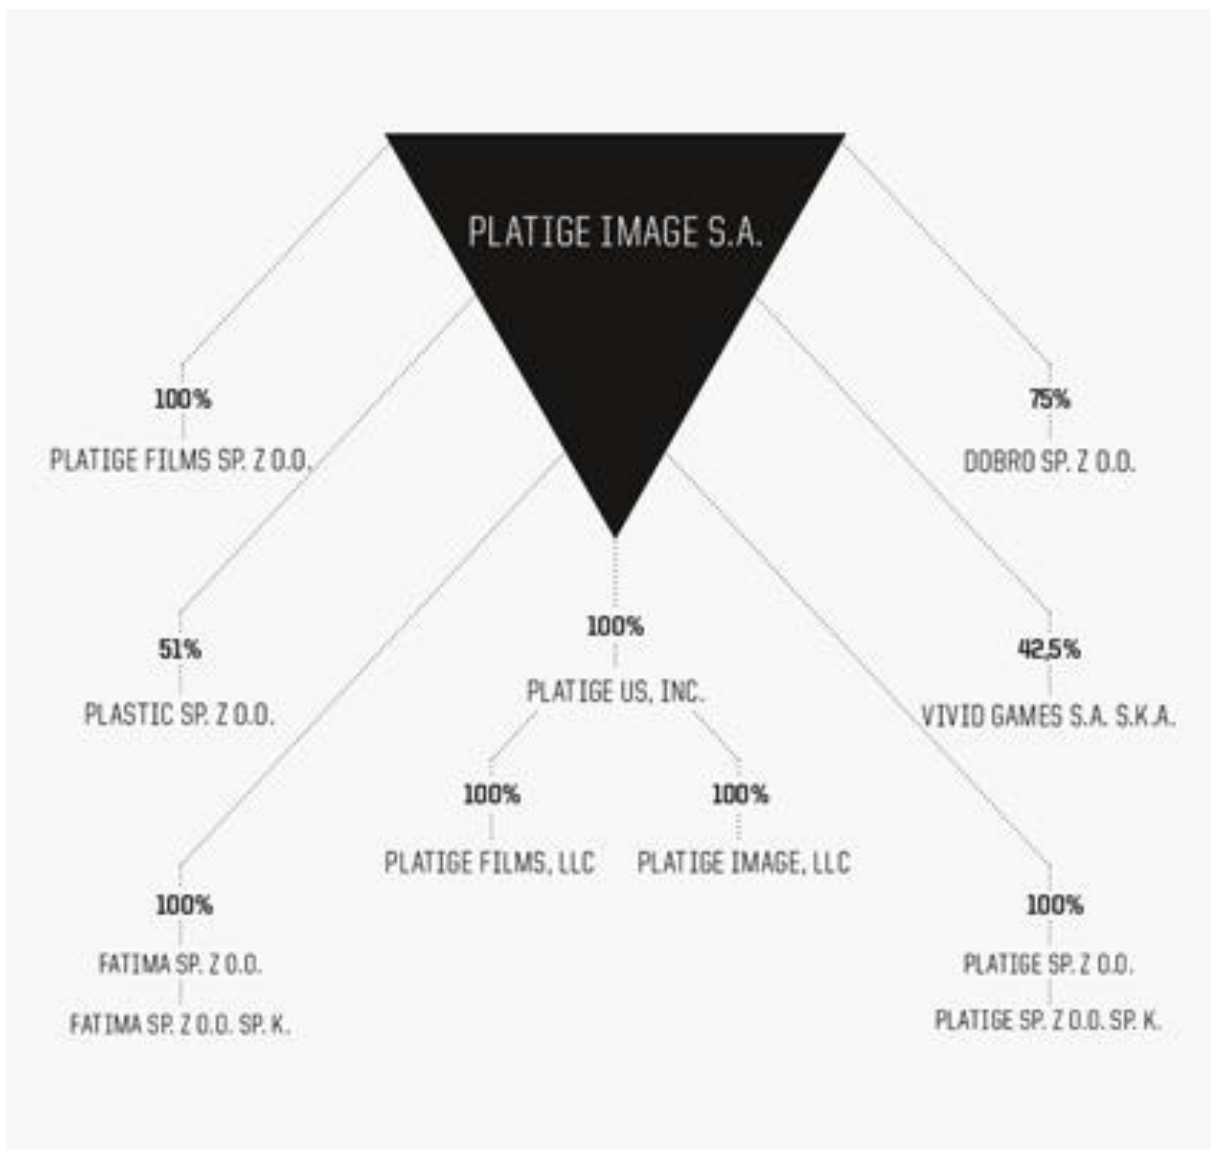 PLATIGE IMAGE S.A.
100%
PLATIGE FILMS SP. Z O.O.
75%
DOBRO SP. Z O.O.
51%
PLASTIC SP. Z O.O.
100%
PLATIGE US, INC.
42,5%
VIVID GAMES S.A. S.K.A.
100%
PLATIGE FILMS, LLC
100%
PLATIGE IMAGE, LLC
100%
FATIMA SP. Z O.O.
FATIMA SP. Z O.O. SP. K.
100%
PLATIGE SP. Z O.O.
PLATIGE SP. Z O.O. SP. K.